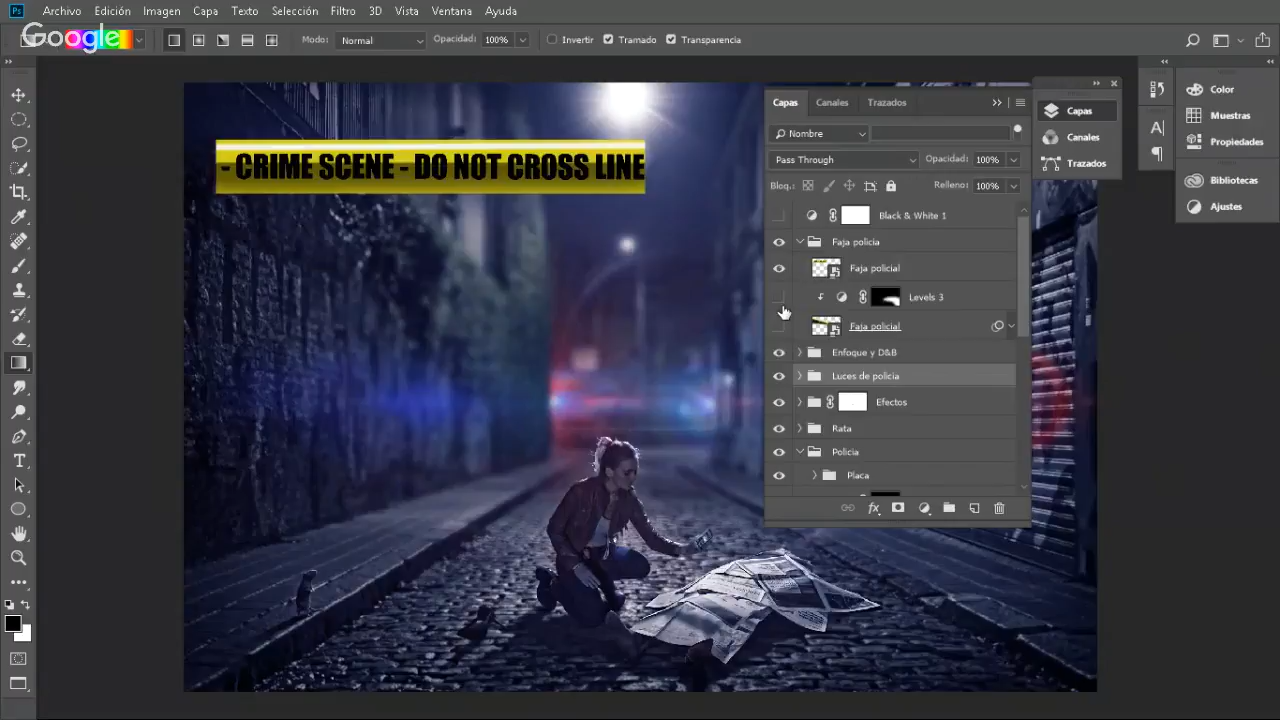 Ps Archivo Edición Imagen Capa Texto Selección Filtro 3D Vista Ventana Ayuda
Google
Modo: Normal Opacidad: 100% Invertir Tramado Transparencia
- CRIME SCENE - DO NOT CROSS LINE
Capas Canales Trazados
Nombre
Pass Through Opacidad: 100%
Bloq.: Relleno: 100%
Black & White 1
Faja policia
Faja policial
Levels 3
Faja policial
Enfoque y D&B
Luces de policia
Efectos
Rata
Policia
Placa
fx
Capas
Canales
Trazados
Color
Muestras
Propiedades
Bibliotecas
Ajustes